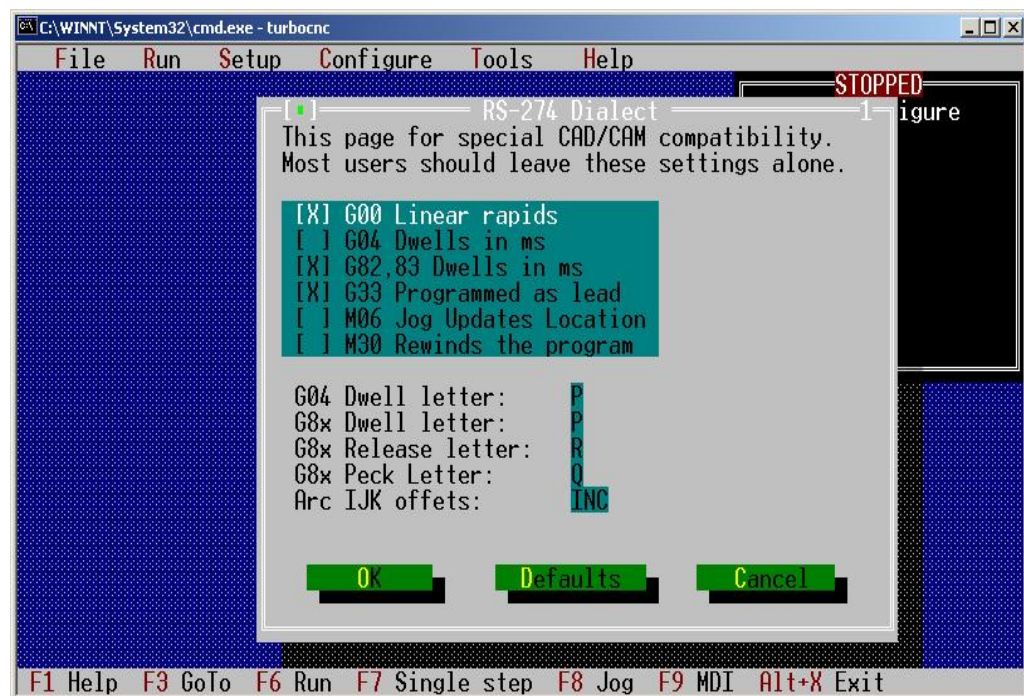 C:\WINNT\System32\cmd.exe - turbocnc
File Run Setup Configure Tools Help
STOPPED
[▪] RS-274 Dialect 1 igure
This page for special CAD/CAM compatibility.
Most users should leave these settings alone.
[X] G00 Linear rapids
[ ] G04 Dwells in ms
[X] G82,83 Dwells in ms
[X] G33 Programmed as lead
[ ] M06 Jog Updates Location
[ ] M30 Rewinds the program
G04 Dwell letter: P
G8x Dwell letter: P
G8x Release letter: R
G8x Peck Letter: Q
Arc IJK offets: INC
OK Defaults Cancel
F1 Help F3 GoTo F6 Run F7 Single step F8 Jog F9 MDI Alt+X Exit